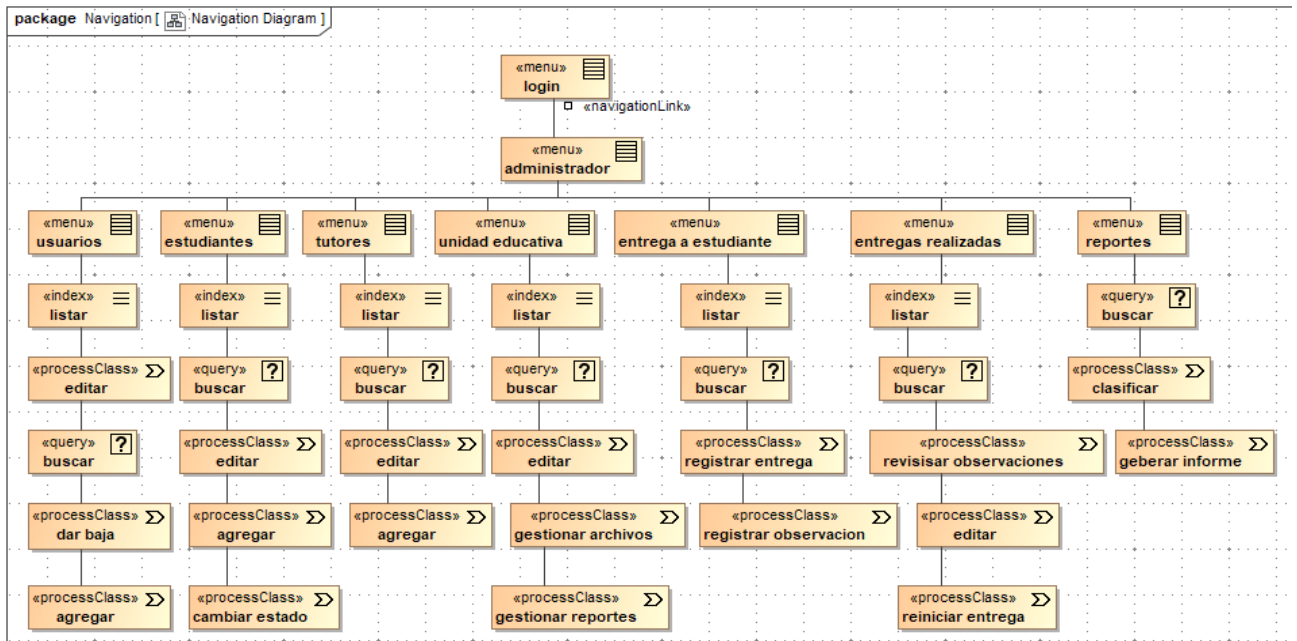 package Navigation [ Navigation Diagram ]
«menu»
login
«navigationLink»
«menu»
administrador
«menu» «menu» «menu» «menu» «menu» «menu» «menu»
usuarios estudiantes tutores unidad educativa entrega a estudiante entregas realizadas reportes
«index» «index» «index» «index» «index» «index» «query» ?
listar listar listar listar listar listar buscar
«processClass» «query» ? «query» ? «query» ? «query» ? «query» ? «processClass»
editar buscar buscar buscar buscar buscar clasificar
«query» ? «processClass» «processClass» «processClass» «processClass» «processClass» «processClass»
buscar editar editar editar registrar entrega revisisar observaciones geberar informe
«processClass» «processClass» «processClass» «processClass» «processClass» «processClass»
dar baja agregar agregar gestionar archivos registrar observacion editar
«processClass» «processClass» «processClass» «processClass»
agregar cambiar estado gestionar reportes reiniciar entrega